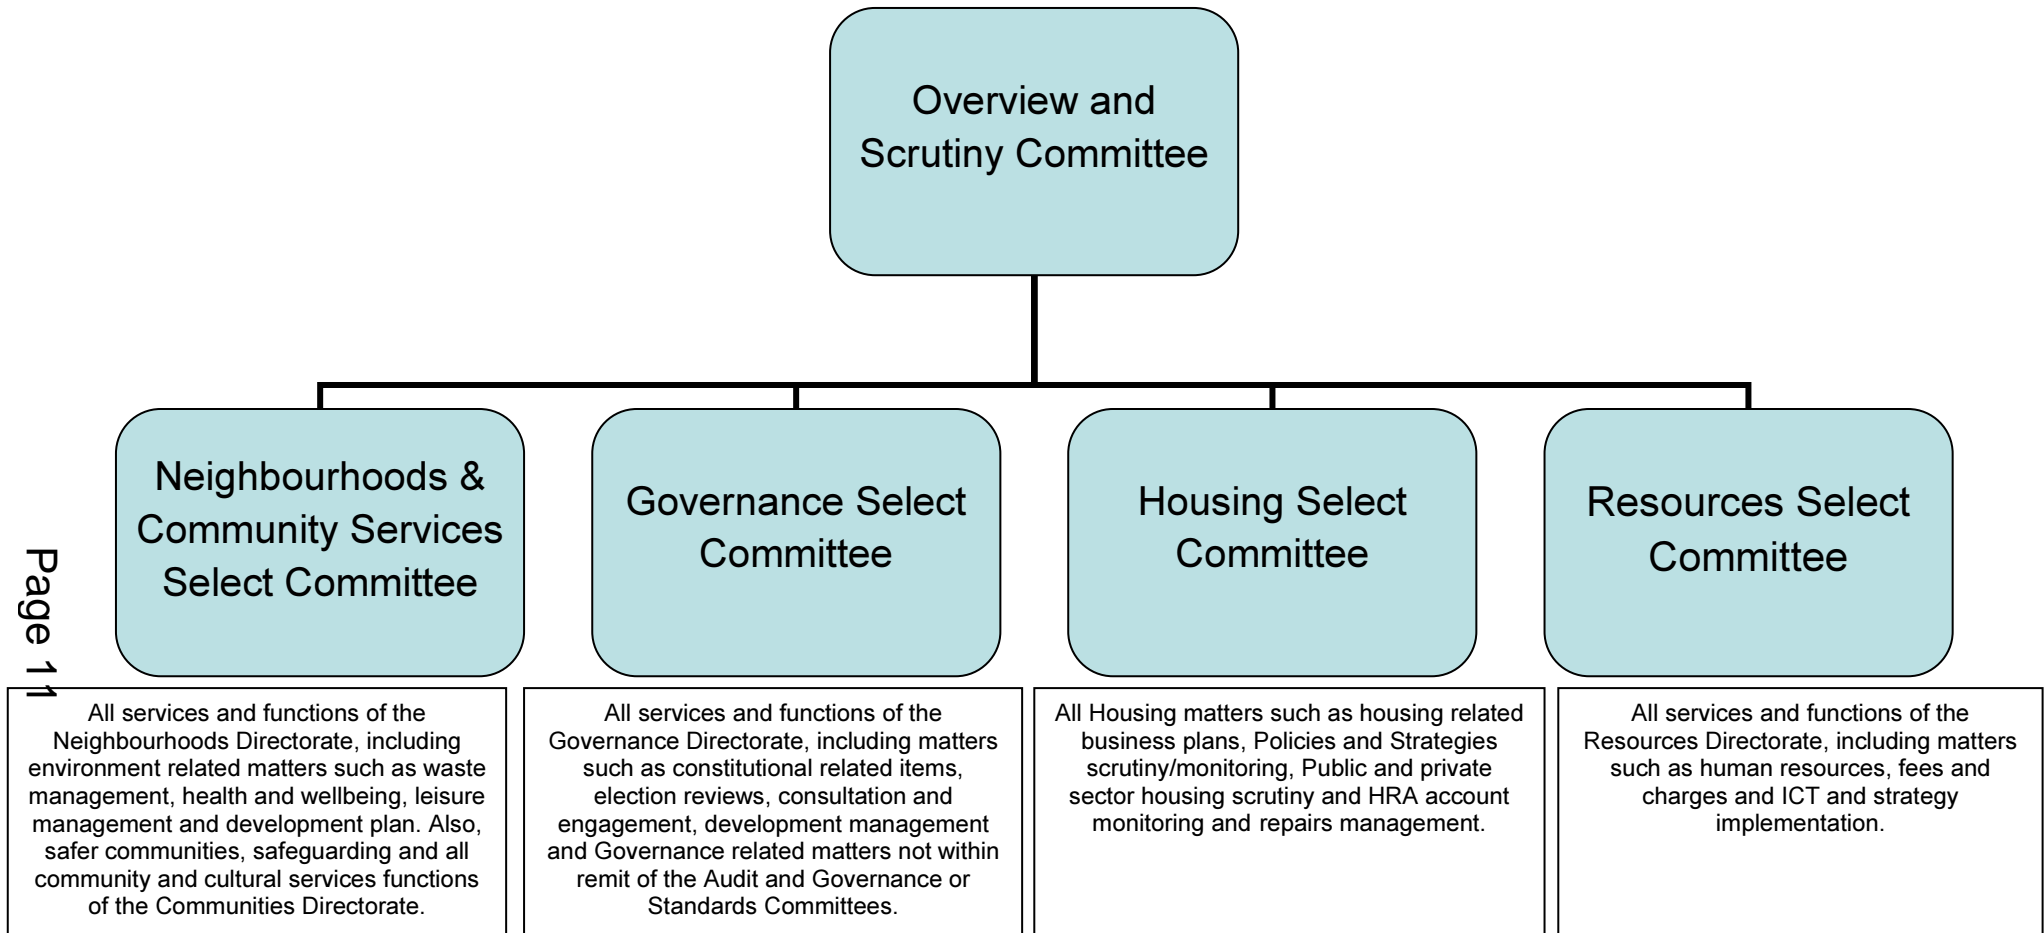 Overview and
Scrutiny Committee
Neighbourhoods &
Community Services
Select Committee
Governance Select
Committee
Housing Select
Committee
Resources Select
Committee
Page 11
All services and functions of the
Neighbourhoods Directorate, including
environment related matters such as waste
management, health and wellbeing, leisure
management and development plan. Also,
safer communities, safeguarding and all
community and cultural services functions
of the Communities Directorate.
All services and functions of the
Governance Directorate, including matters
such as constitutional related items,
election reviews, consultation and
engagement, development management
and Governance related matters not within
remit of the Audit and Governance or
Standards Committees.
All Housing matters such as housing related
business plans, Policies and Strategies
scrutiny/monitoring, Public and private
sector housing scrutiny and HRA account
monitoring and repairs management.
All services and functions of the
Resources Directorate, including matters
such as human resources, fees and
charges and ICT and strategy
implementation.